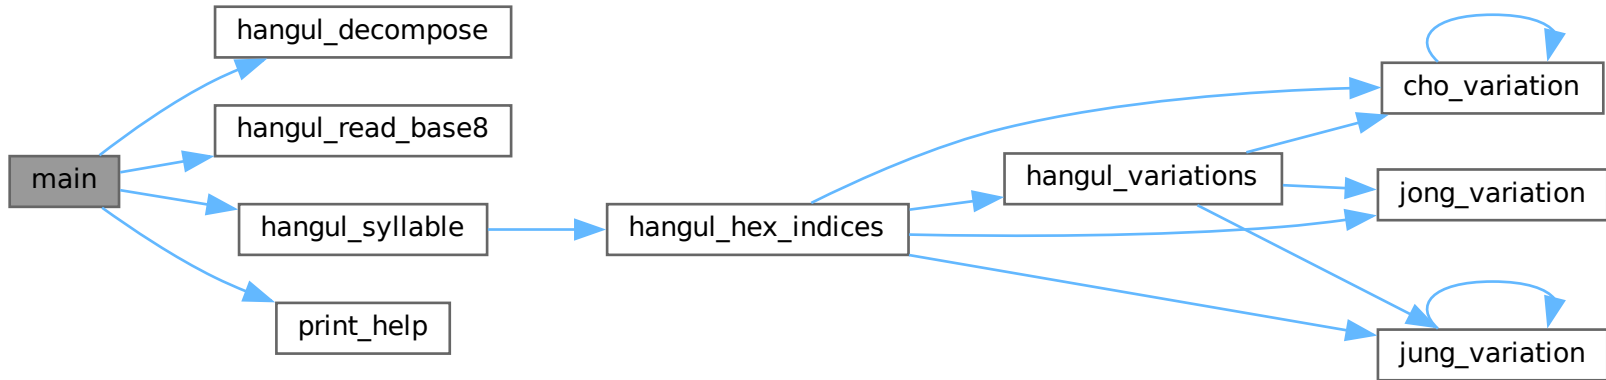 main
hangul_decompose
hangul_read_base8
hangul_syllable
print_help
hangul_hex_indices
hangul_variations
cho_variation
jong_variation
jung_variation